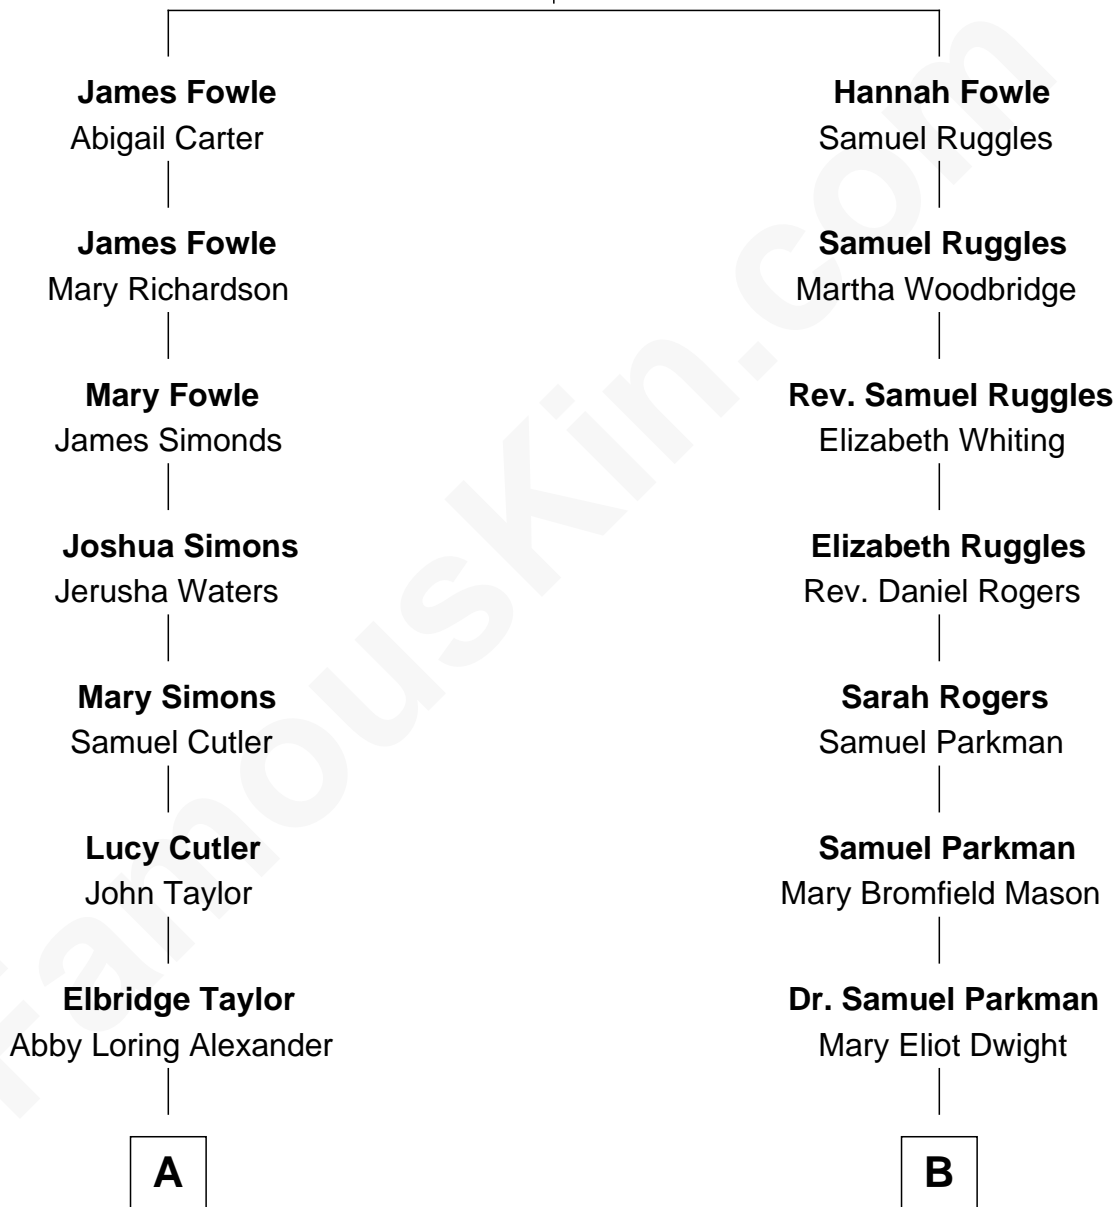 James Fowle
Abigail Carter
James Fowle
Mary Richardson
Mary Fowle
James Simonds
Joshua Simons
Jerusha Waters
Mary Simons
Samuel Cutler
Lucy Cutler
John Taylor
Elbridge Taylor
Abby Loring Alexander
A
Hannah Fowle
Samuel Ruggles
Samuel Ruggles
Martha Woodbridge
Rev. Samuel Ruggles
Elizabeth Whiting
Elizabeth Ruggles
Rev. Daniel Rogers
Sarah Rogers
Samuel Parkman
Samuel Parkman
Mary Bromfield Mason
Dr. Samuel Parkman
Mary Eliot Dwight
B
FamousKin.com